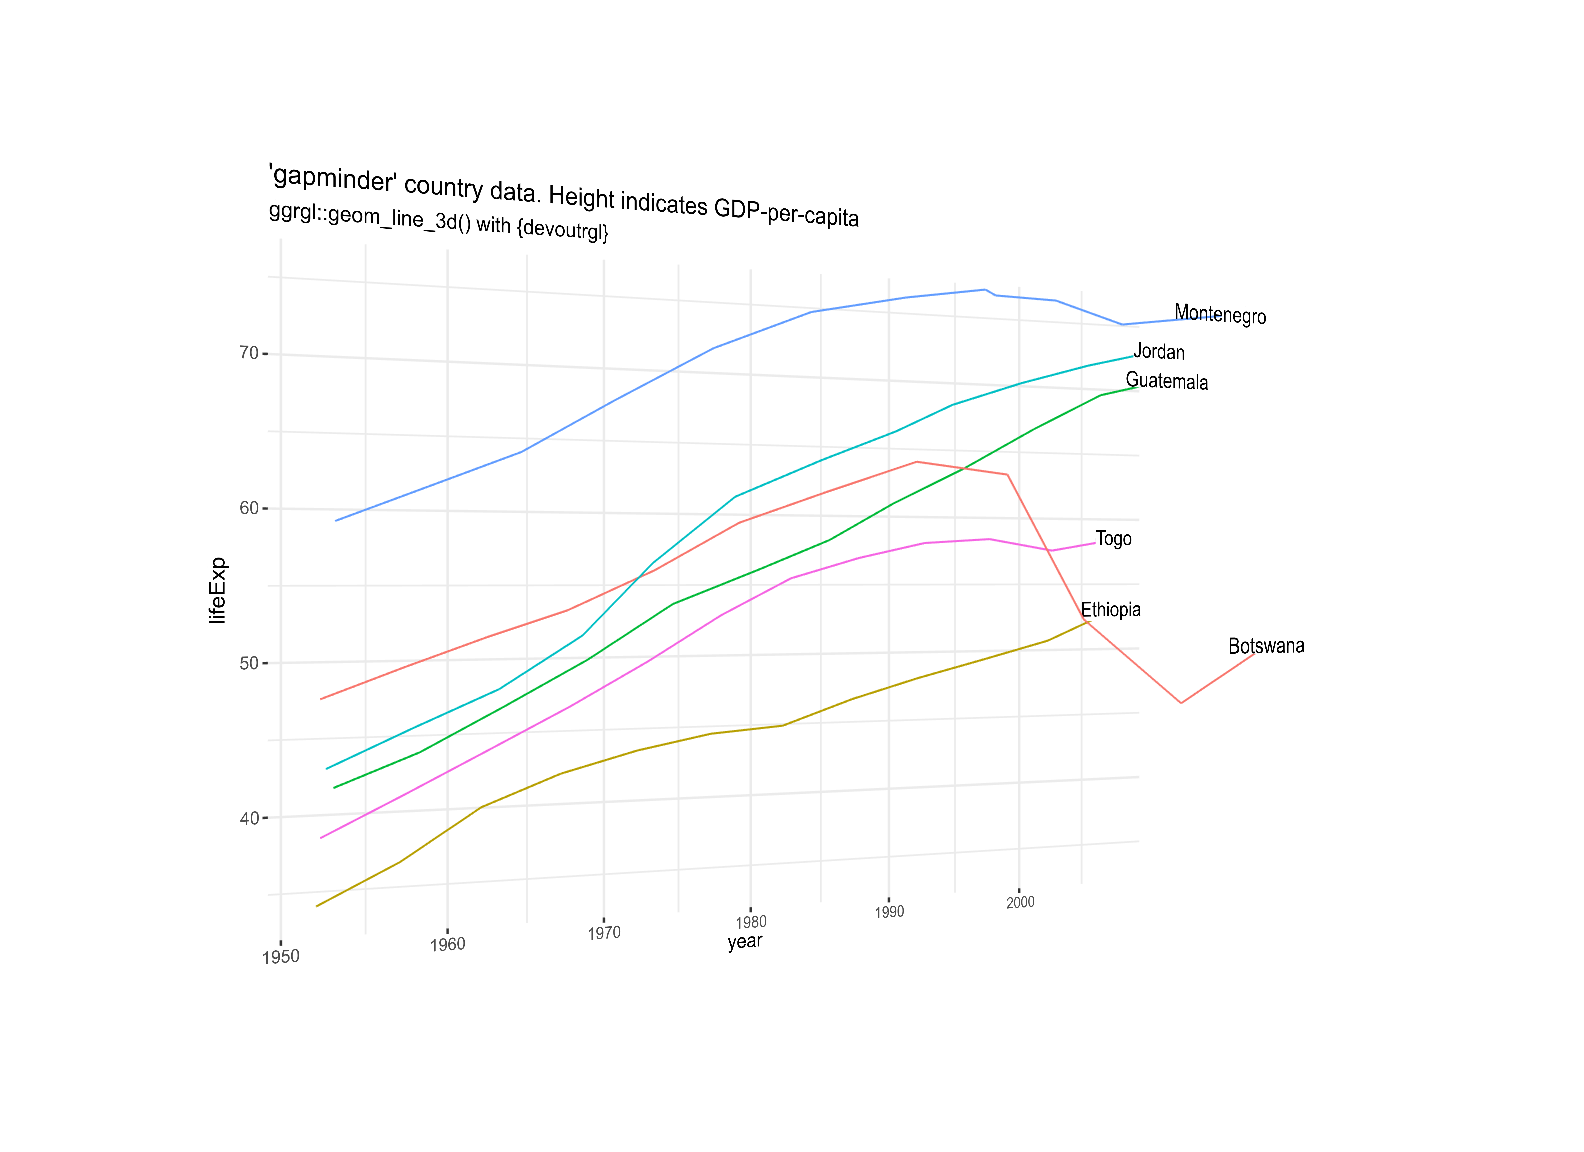 'gapminder' country data. Height indicates GDP-per-capita
ggrgl::geom_line_3d() with {devoutrgl}
Montenegro
Jordan
Guatemala
Togo
Ethiopia
Botswana
70
60
50
40
lifeExp
1950
1960
1970
1980
1990
2000
year